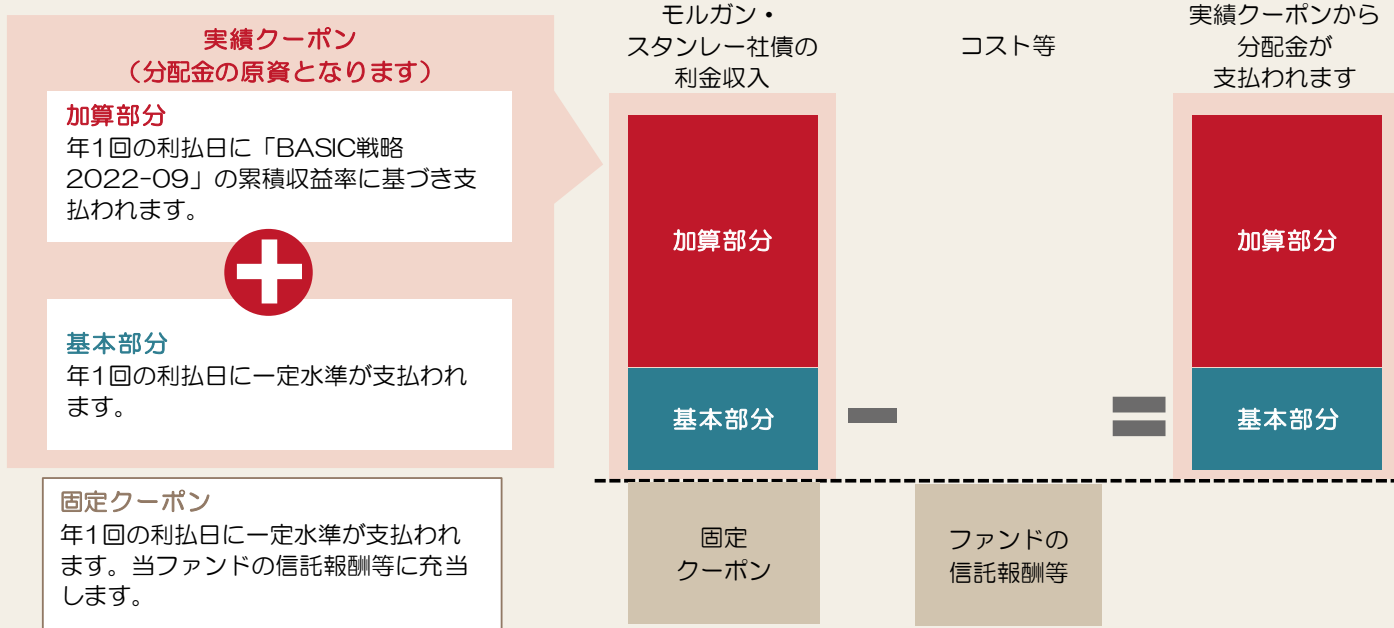 実績クーポン
（分配金の原資となります）
加算部分
年1回の利払日に「BASIC戦略
2022-09」の累積収益率に基づき支
払われます。
基本部分
年1回の利払日に一定水準が支払われ
ます。
固定クーポン
年1回の利払日に一定水準が支払われ
ます。当ファンドの信託報酬等に充当
します。
モルガン・
スタンレー社債の
利金収入
加算部分
基本部分
固定
クーポン
コスト等
ファンドの
信託報酬等
実績クーポンから
分配金が
支払われます
加算部分
基本部分